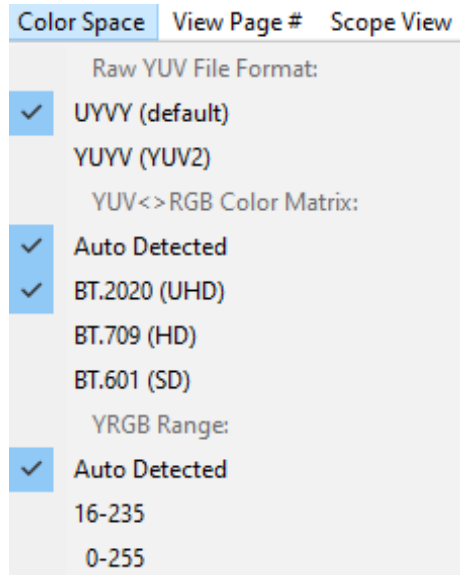 Color Space View Page # Scope View
Raw YUV File Format:
UYVY (default)
YUYV (YUV2)
YUV<>RGB Color Matrix:
Auto Detected
BT.2020 (UHD)
BT.709 (HD)
BT.601 (SD)
YRGB Range:
Auto Detected
16-235
0-255